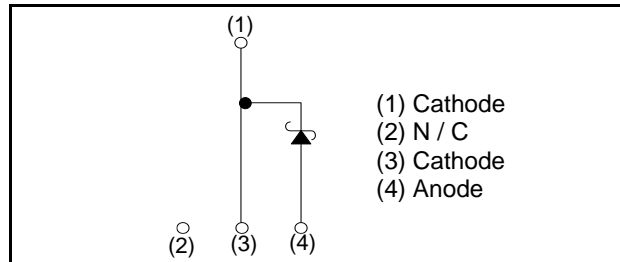 (1)
(1) Cathode
(2) N / C
(3) Cathode
(4) Anode
(2) (3) (4)